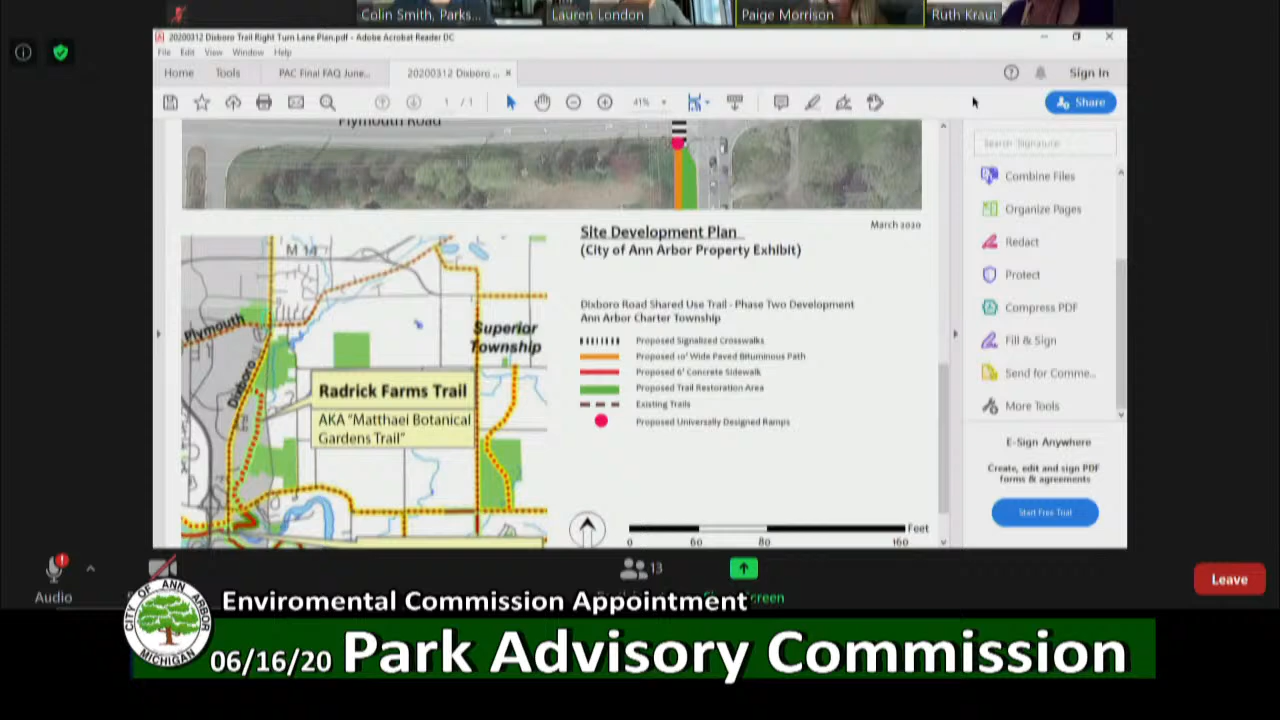 Colin Smith, Parks...
Lauren London
Paige Morrison
Ruth Kraut
20200312 Dixboro Trail Right Turn Lane Plan.pdf - Adobe Acrobat Reader DC
File Edit View Window Help
Home Tools PAC Final FAQ June... 20200312 Dixboro ... × Sign In
1 / 1 41% Share
Plymouth Road
Search 'Signature'
Combine Files
Organize Pages
Redact
Protect
Compress PDF
Fill & Sign
Send for Comme...
More Tools
E-Sign Anywhere
Create, edit and sign PDF
forms & agreements
Start Free Trial
March 2020
Site Development Plan
(City of Ann Arbor Property Exhibit)
Dixboro Road Shared Use Trail - Phase Two Development
Ann Arbor Charter Township
Proposed Signalized Crosswalks
Proposed 10' Wide Paved Bituminous Path
Proposed 6' Concrete Sidewalk
Proposed Trail Restoration Area
Existing Trails
Proposed Universally Designed Ramps
M 14
Plymouth
Dixboro
Superior
Township
Radrick Farms Trail
AKA "Matthaei Botanical
Gardens Trail"
Feet
0 60 80 160
Audio
13
Leave
CITY OF ANN ARBOR
MICHIGAN
Enviromental Commission Appointment
06/16/20 Park Advisory Commission